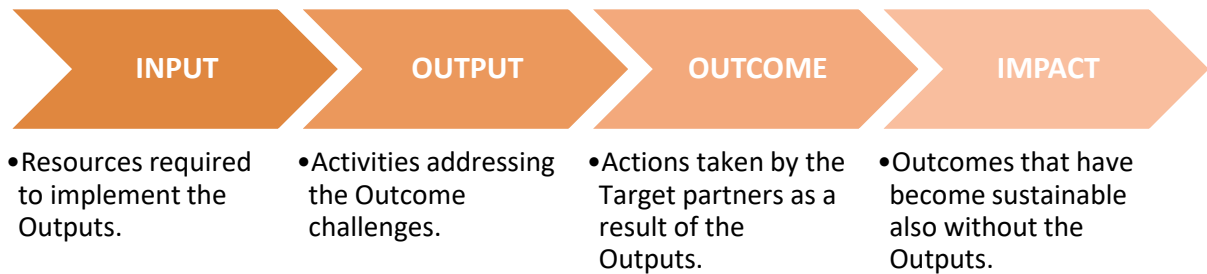 INPUT
OUTPUT
OUTCOME
IMPACT
•Resources required
to implement the
Outputs.
•Activities addressing
the Outcome
challenges.
•Actions taken by the
Target partners as a
result of the
Outputs.
•Outcomes that have
become sustainable
also without the
Outputs.